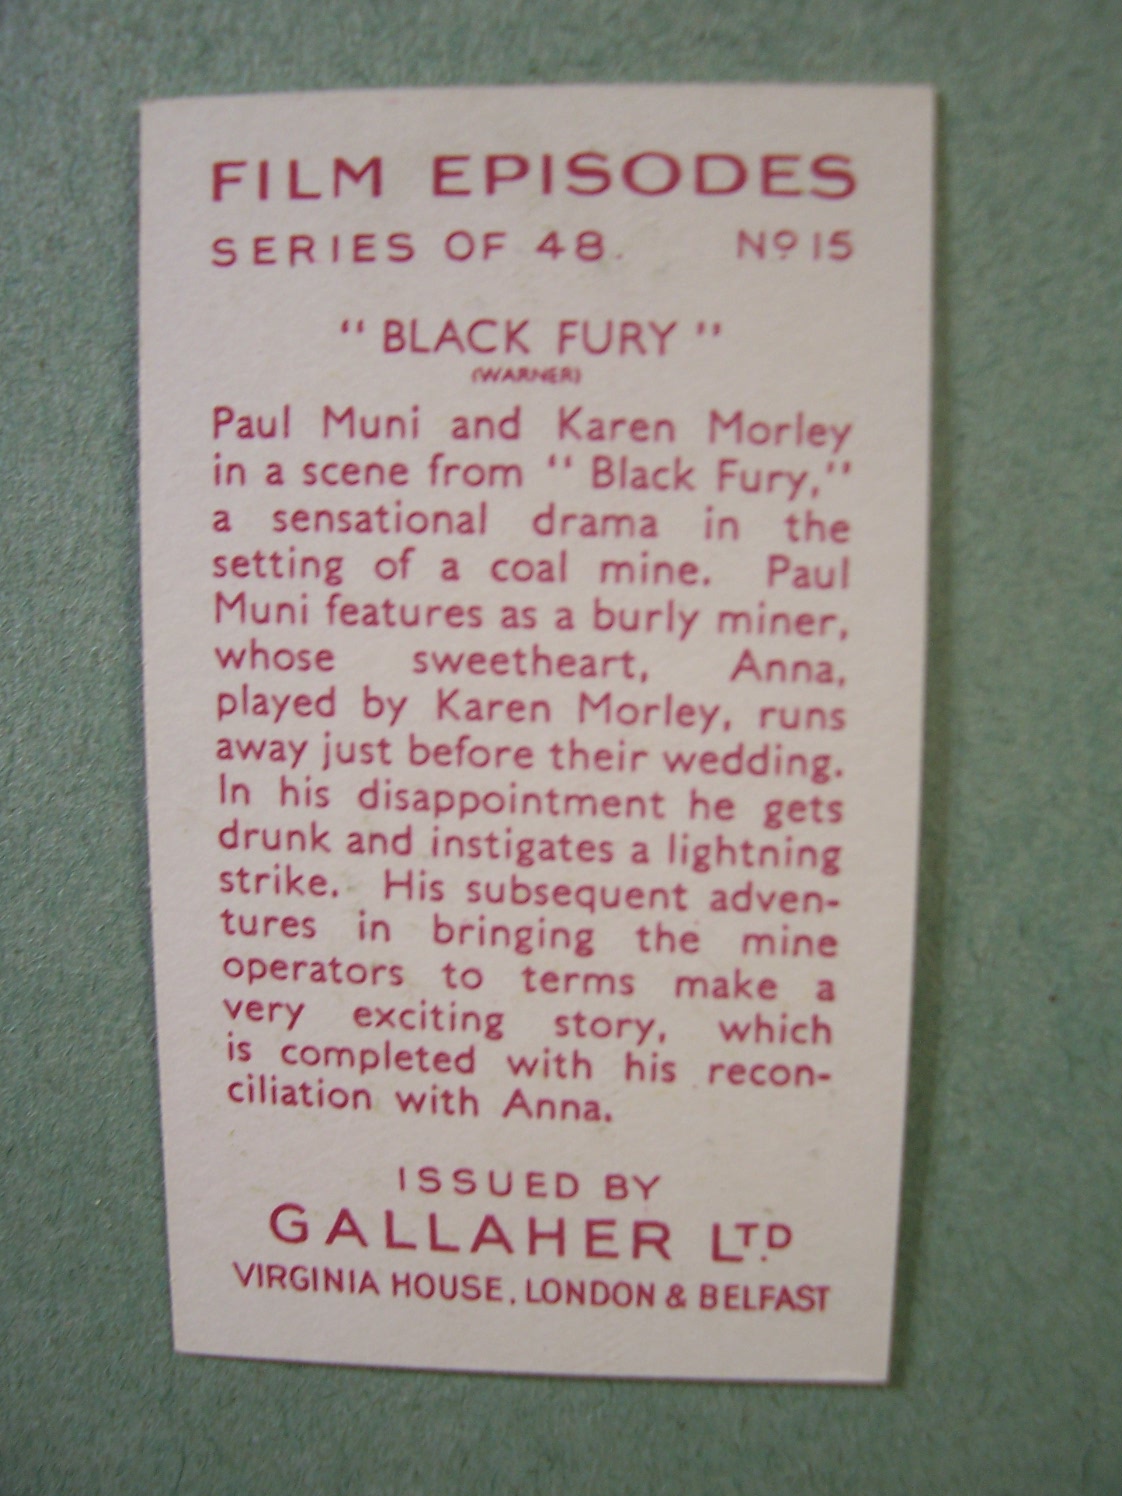 FILM EPISODES
SERIES OF 48. Nº 15
“ BLACK FURY ”
(WARNER)
Paul Muni and Karen Morley
in a scene from “ Black Fury,”
a sensational drama in the
setting of a coal mine. Paul
Muni features as a burly miner,
whose sweetheart, Anna,
played by Karen Morley, runs
away just before their wedding.
In his disappointment he gets
drunk and instigates a lightning
strike. His subsequent adven-
tures in bringing the mine
operators to terms make a
very exciting story, which
is completed with his recon-
ciliation with Anna.
ISSUED BY
GALLAHER LTD.
VIRGINIA HOUSE, LONDON & BELFAST